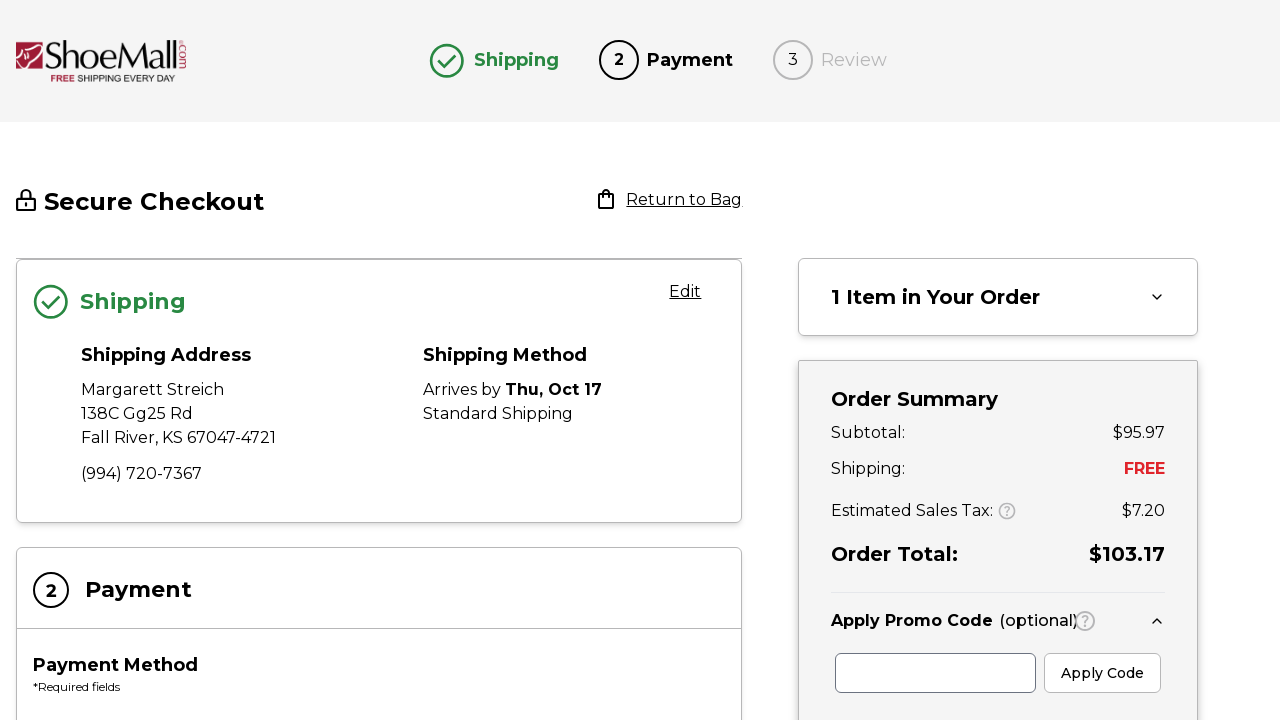 ShoeMall.com
FREE SHIPPING EVERY DAY
Shipping
2 Payment
3 Review
Secure Checkout
Return to Bag
Shipping
Edit
Shipping Address
Margarett Streich
138C Gg25 Rd
Fall River, KS 67047-4721
(994) 720-7367
Shipping Method
Arrives by Thu, Oct 17
Standard Shipping
2 Payment
Payment Method
*Required fields
1 Item in Your Order
Order Summary
Subtotal: $95.97
Shipping: FREE
Estimated Sales Tax: ? $7.20
Order Total: $103.17
Apply Promo Code (optional) ?
Apply Code